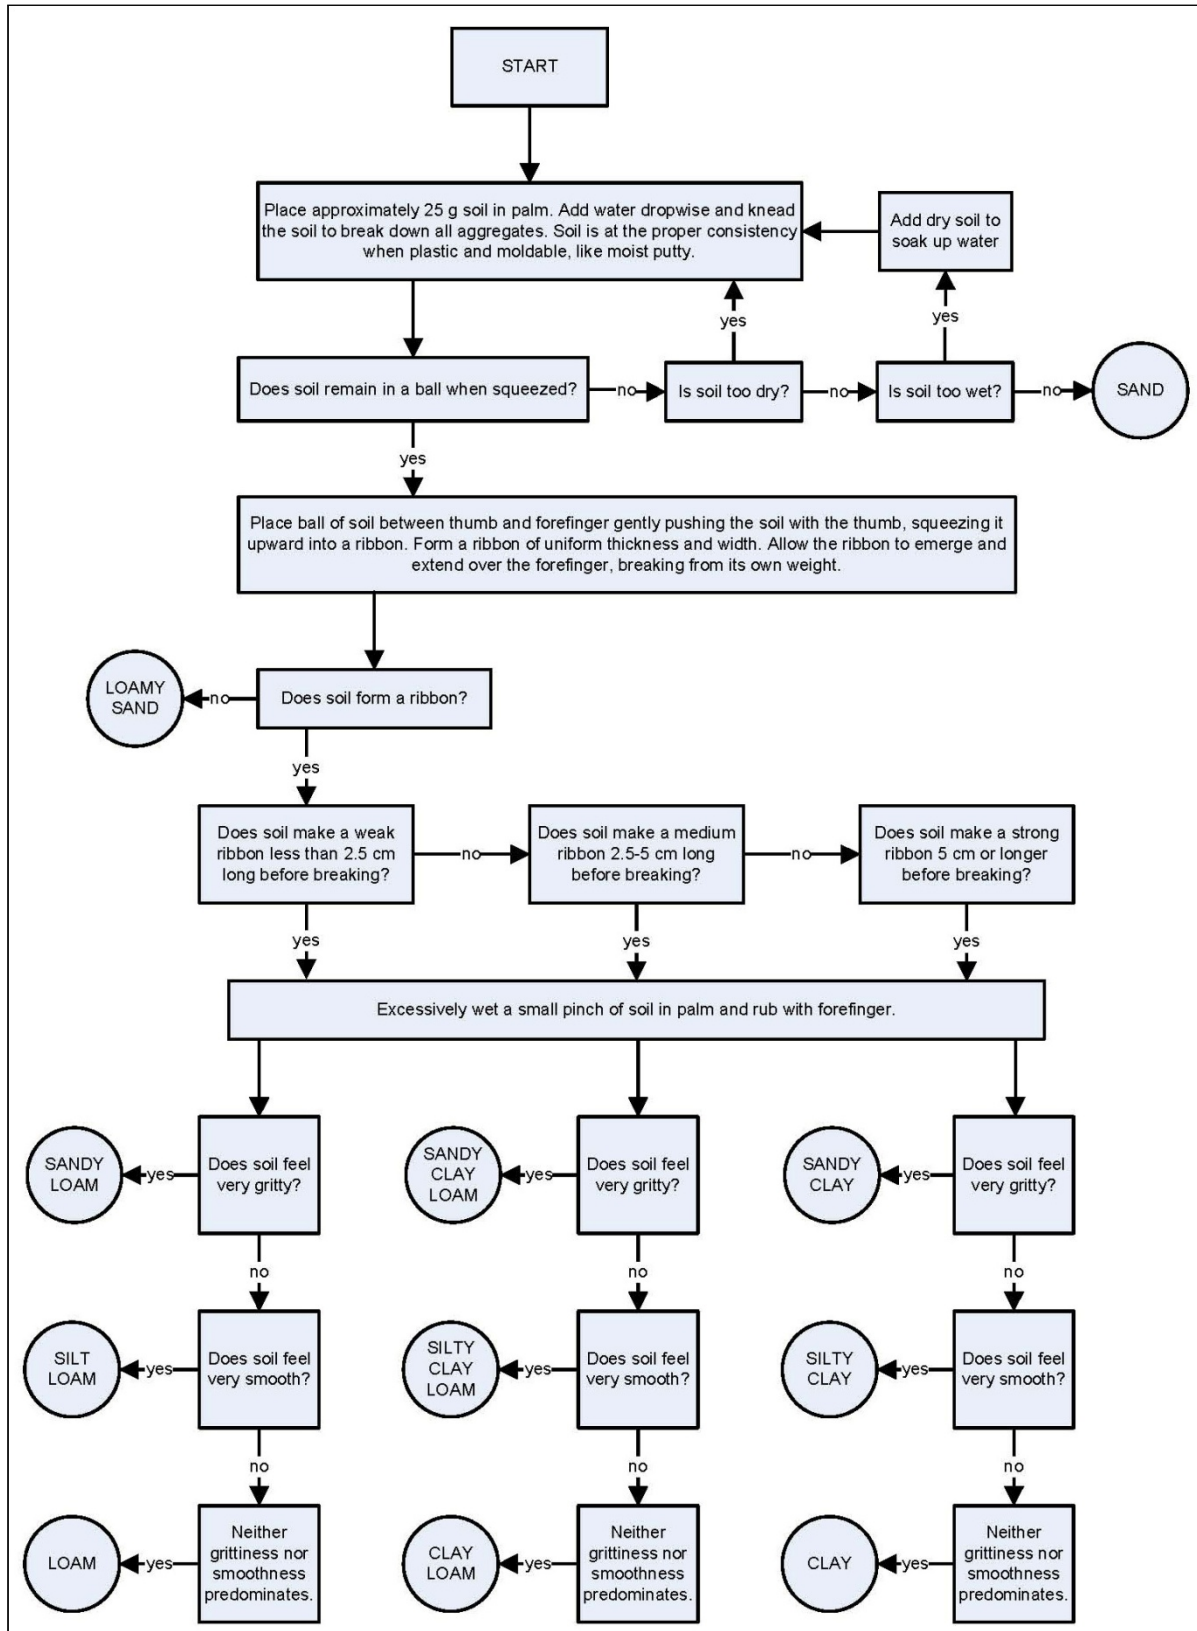 START
Place approximately 25 g soil in palm. Add water dropwise and knead
the soil to break down all aggregates. Soil is at the proper consistency
when plastic and moldable, like moist putty.
Add dry soil to
soak up water
yes
yes
Does soil remain in a ball when squeezed?
no
Is soil too dry?
no
Is soil too wet?
no
SAND
yes
Place ball of soil between thumb and forefinger gently pushing the soil with the thumb, squeezing it
upward into a ribbon. Form a ribbon of uniform thickness and width. Allow the ribbon to emerge and
extend over the forefinger, breaking from its own weight.
LOAMY
SAND
no
Does soil form a ribbon?
yes
Does soil make a weak
ribbon less than 2.5 cm
long before breaking?
no
Does soil make a medium
ribbon 2.5-5 cm long
before breaking?
no
Does soil make a strong
ribbon 5 cm or longer
before breaking?
yes
yes
yes
Excessively wet a small pinch of soil in palm and rub with forefinger.
SANDY
LOAM
yes
Does soil feel
very gritty?
SANDY
CLAY
LOAM
yes
Does soil feel
very gritty?
SANDY
CLAY
yes
Does soil feel
very gritty?
no
no
no
SILT
LOAM
yes
Does soil feel
very smooth?
SILTY
CLAY
LOAM
yes
Does soil feel
very smooth?
SILTY
CLAY
yes
Does soil feel
very smooth?
no
no
no
LOAM
yes
Neither
grittiness nor
smoothness
predominates.
CLAY
LOAM
yes
Neither
grittiness nor
smoothness
predominates.
CLAY
yes
Neither
grittiness nor
smoothness
predominates.